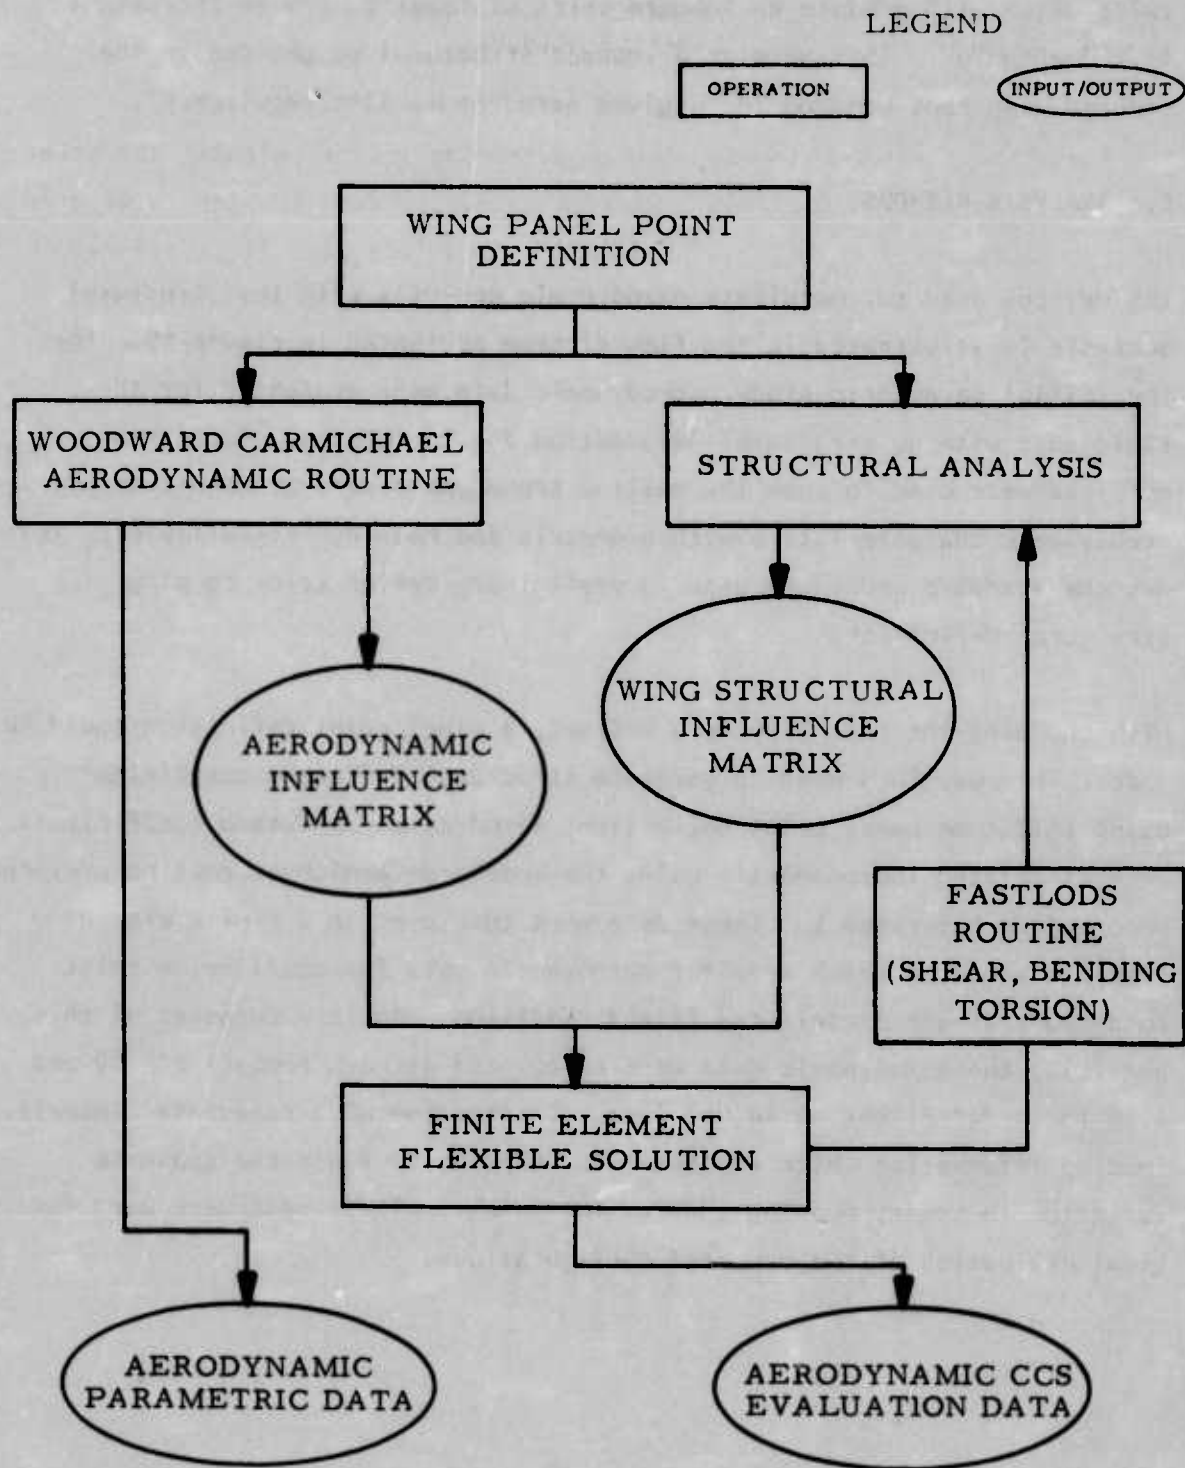 LEGEND
OPERATION
INPUT/OUTPUT
WING PANEL POINT
DEFINITION
WOODWARD CARMICHAEL
AERODYNAMIC ROUTINE
STRUCTURAL ANALYSIS
AERODYNAMIC
INFLUENCE
MATRIX
WING STRUCTURAL
INFLUENCE
MATRIX
FASTLODS
ROUTINE
(SHEAR, BENDING
TORSION)
FINITE ELEMENT
FLEXIBLE SOLUTION
AERODYNAMIC
PARAMETRIC DATA
AERODYNAMIC CCS
EVALUATION DATA